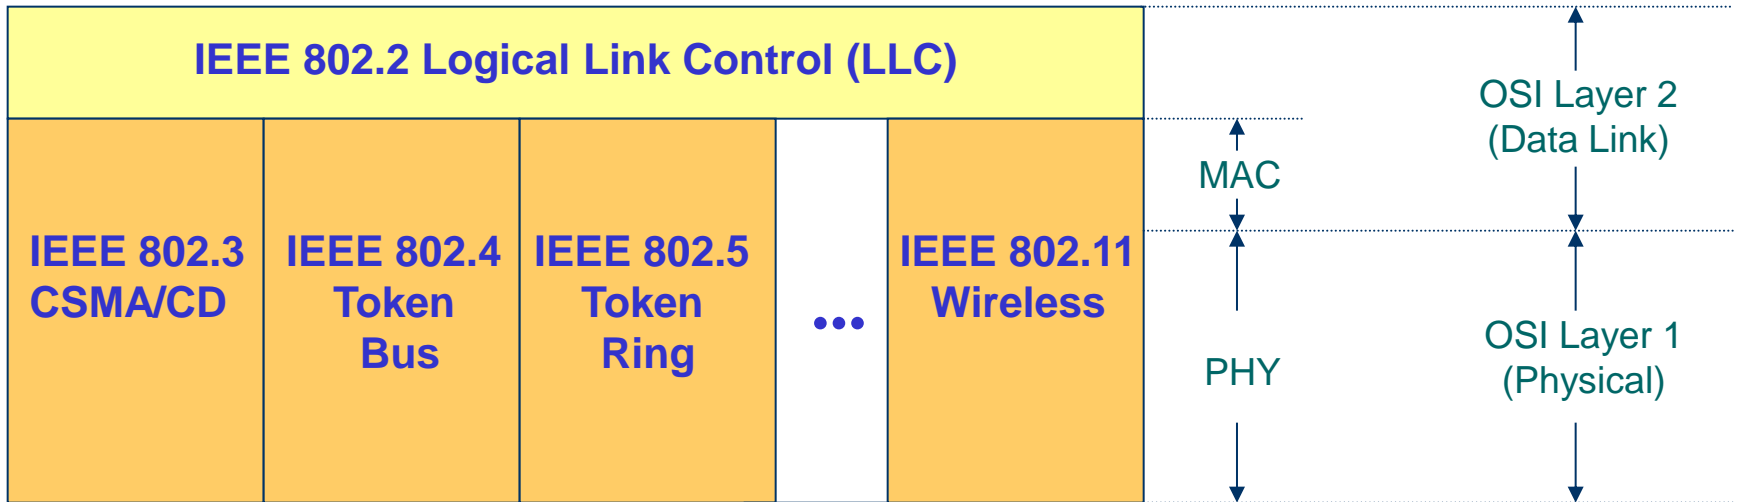 IEEE 802.2 Logical Link Control (LLC)
OSI Layer 2
(Data Link)
MAC
IEEE 802.3
CSMA/CD
IEEE 802.4
Token
Bus
IEEE 802.5
Token
Ring
...
IEEE 802.11
Wireless
PHY
OSI Layer 1
(Physical)